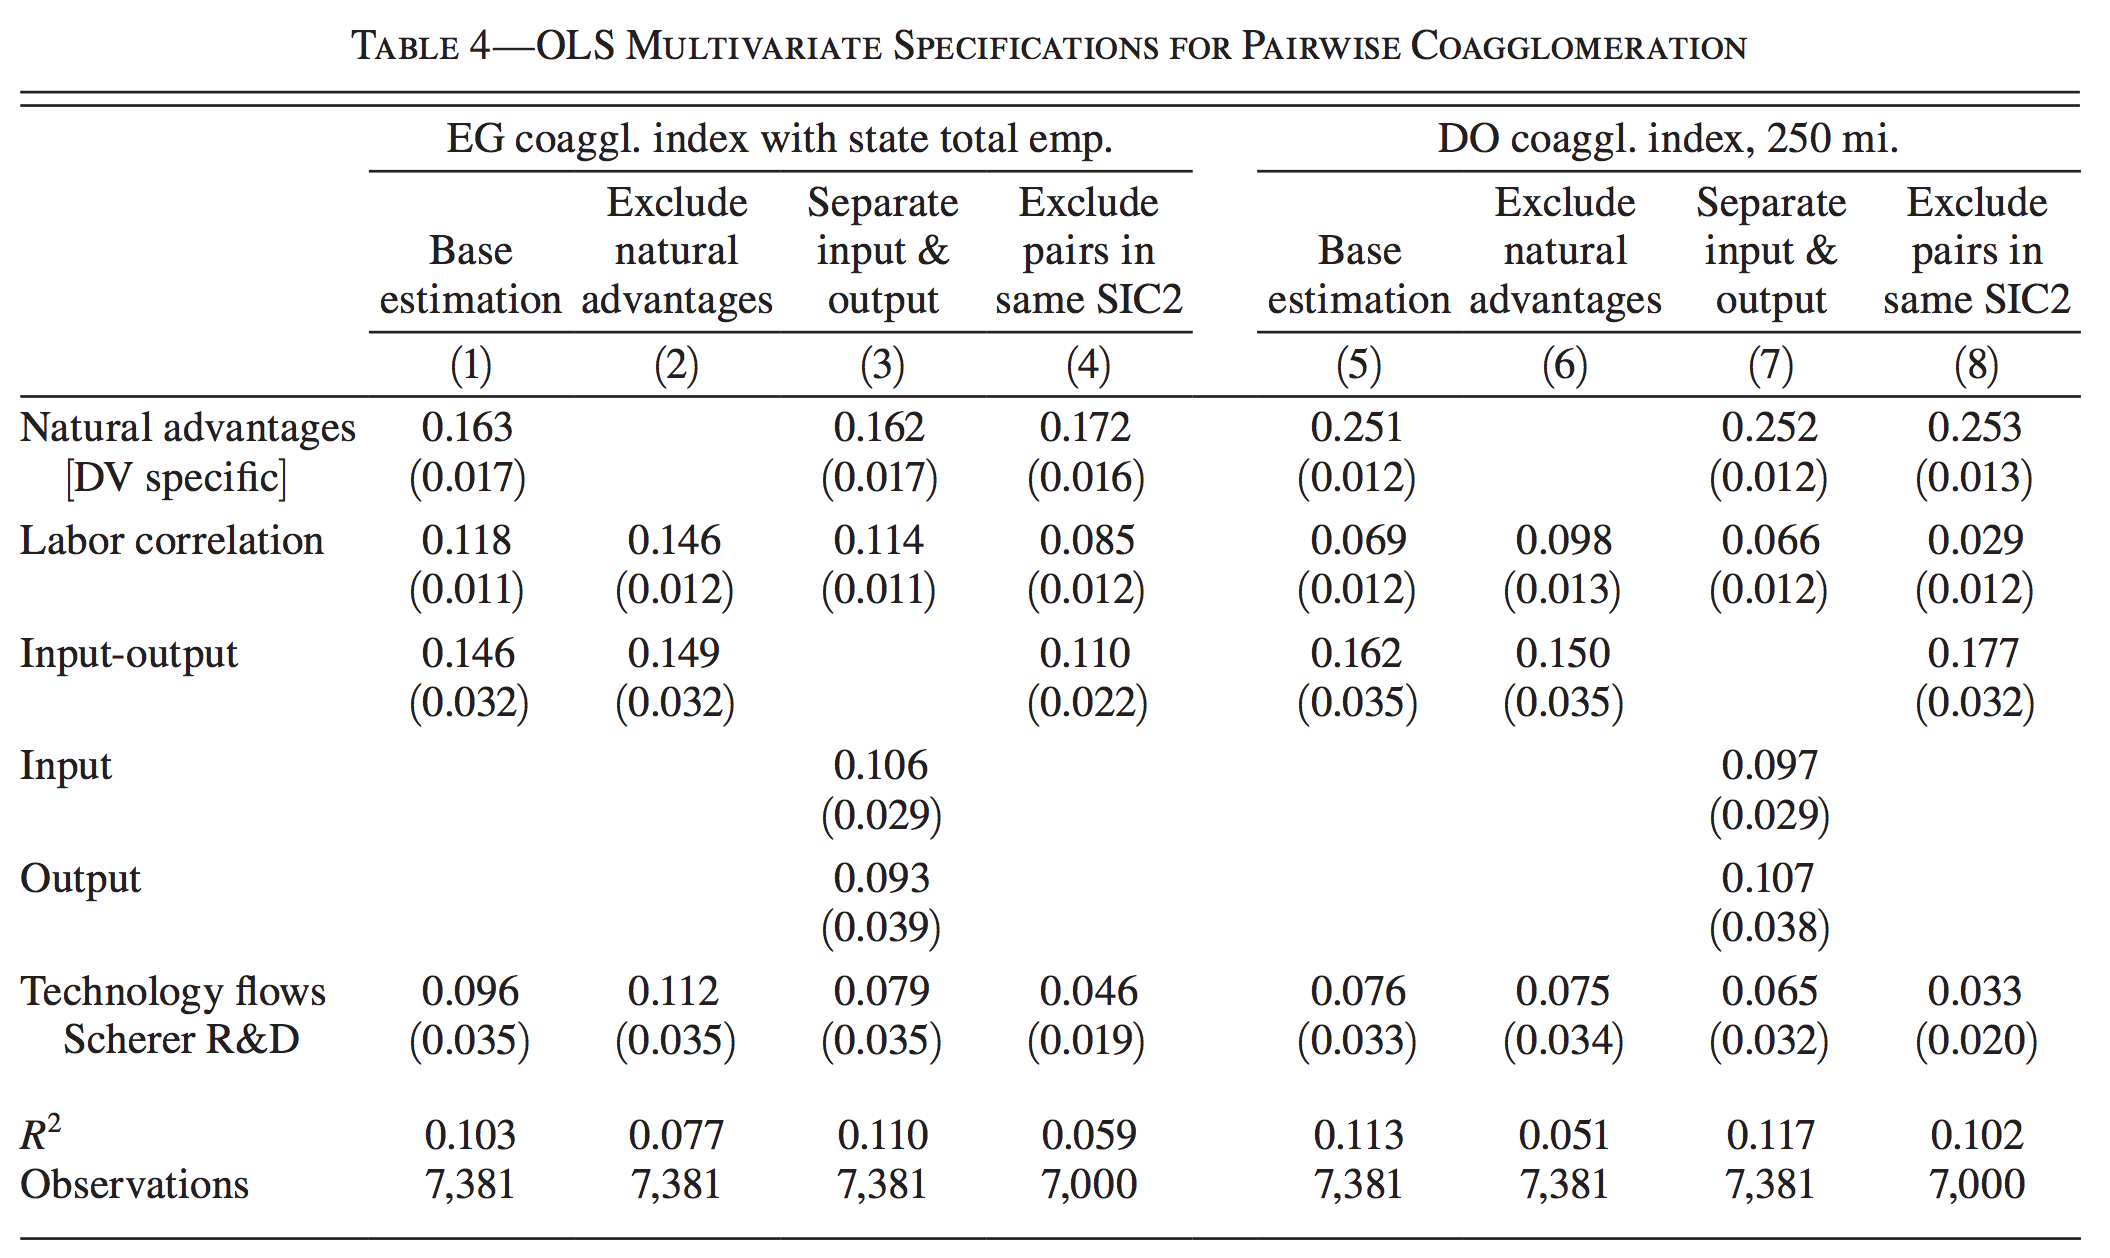 TABLE 4—OLS MULTIVARIATE SPECIFICATIONS FOR PAIRWISE COAGGLOMERATION
EG coaggl. index with state total emp. DO coaggl. index, 250 mi.
Exclude Separate Exclude Exclude Separate Exclude
Base natural input & pairs in Base natural input & pairs in
estimation advantages output same SIC2 estimation advantages output same SIC2
(1) (2) (3) (4) (5) (6) (7) (8)
Natural advantages 0.163 0.162 0.172 0.251 0.252 0.253
[DV specific] (0.017) (0.017) (0.016) (0.012) (0.012) (0.013)
Labor correlation 0.118 0.146 0.114 0.085 0.069 0.098 0.066 0.029
(0.011) (0.012) (0.011) (0.012) (0.012) (0.013) (0.012) (0.012)
Input-output 0.146 0.149 0.110 0.162 0.150 0.177
(0.032) (0.032) (0.022) (0.035) (0.035) (0.032)
Input 0.106 0.097
(0.029) (0.029)
Output 0.093 0.107
(0.039) (0.038)
Technology flows 0.096 0.112 0.079 0.046 0.076 0.075 0.065 0.033
Scherer R&D (0.035) (0.035) (0.035) (0.019) (0.033) (0.034) (0.032) (0.020)
R² 0.103 0.077 0.110 0.059 0.113 0.051 0.117 0.102
Observations 7,381 7,381 7,381 7,000 7,381 7,381 7,381 7,000